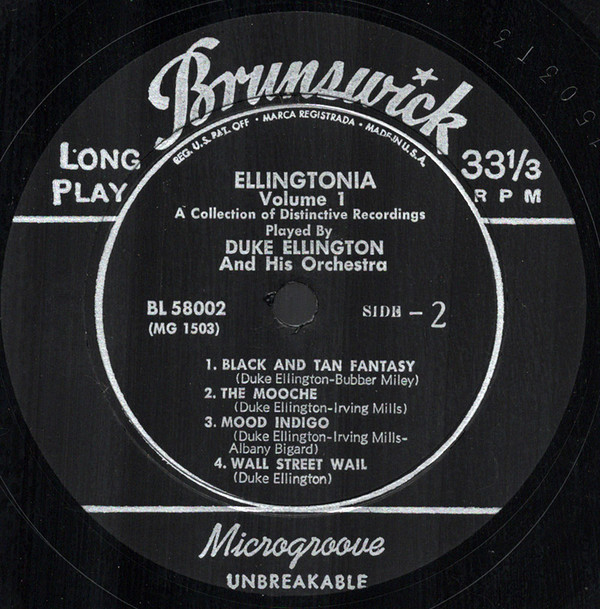 Brunswick
REG. U.S. PAT. OFF. • MARCA REGISTRADA • MADE IN U.S.A.
LONG
PLAY
33 1/3
RPM
ELLINGTONIA
Volume 1
A Collection of Distinctive Recordings
Played By
DUKE ELLINGTON
And His Orchestra
BL 58002
(MG 1503)
SIDE - 2
1. BLACK AND TAN FANTASY
(Duke Ellington-Bubber Miley)
2. THE MOOCHE
(Duke Ellington-Irving Mills)
3. MOOD INDIGO
(Duke Ellington-Irving Mills-
Albany Bigard)
4. WALL STREET WAIL
(Duke Ellington)
Microgroove
UNBREAKABLE